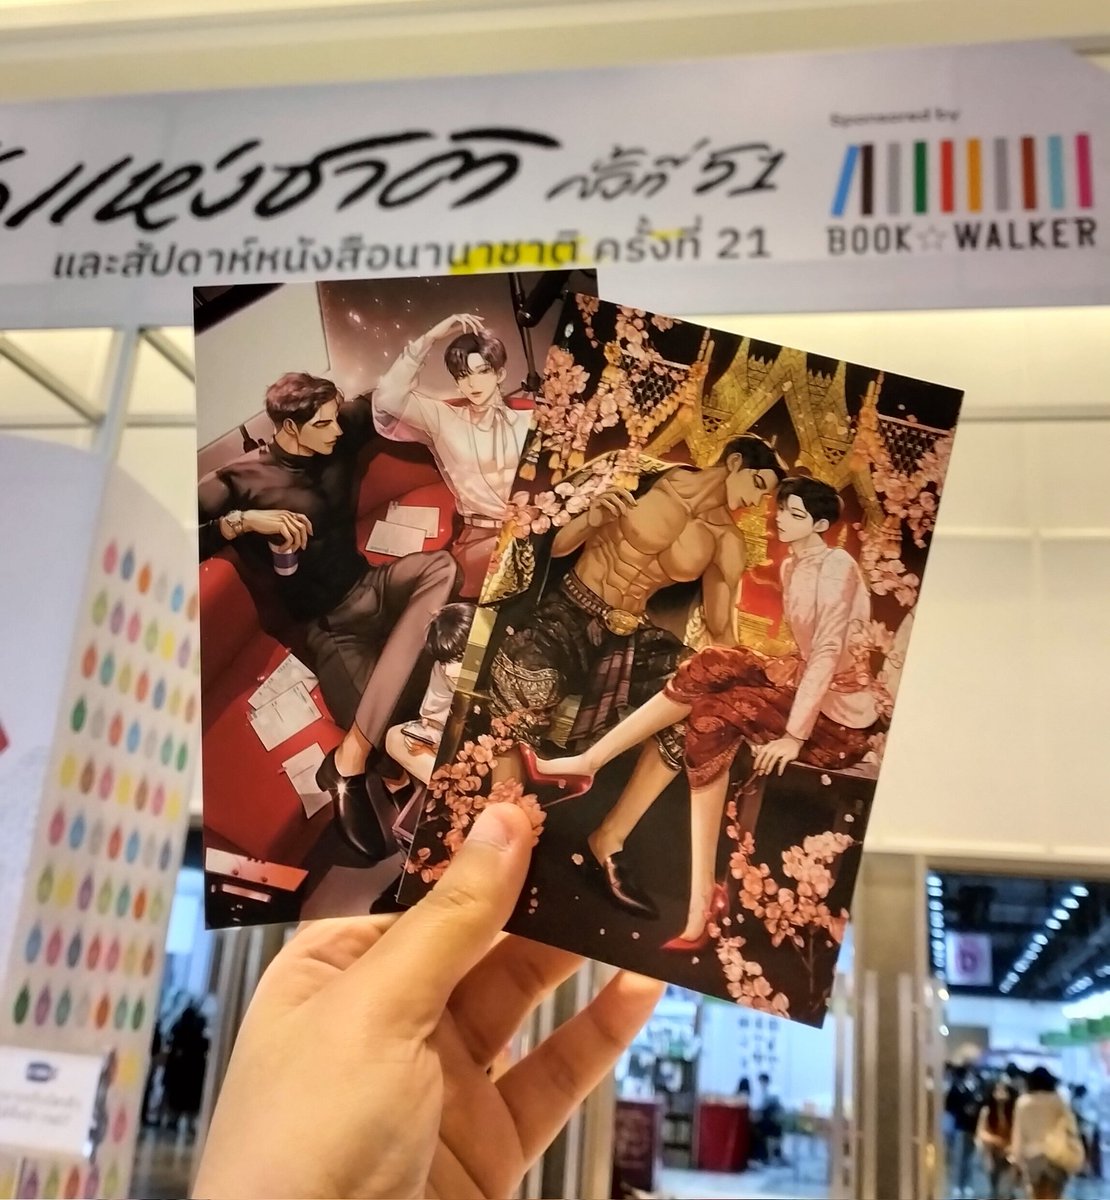 แห่งชาติ ครั้งที่ 51
และสัปดาห์หนังสือนานาชาติ ครั้งที่ 21
Sponsored by
BOOK☆WALKER